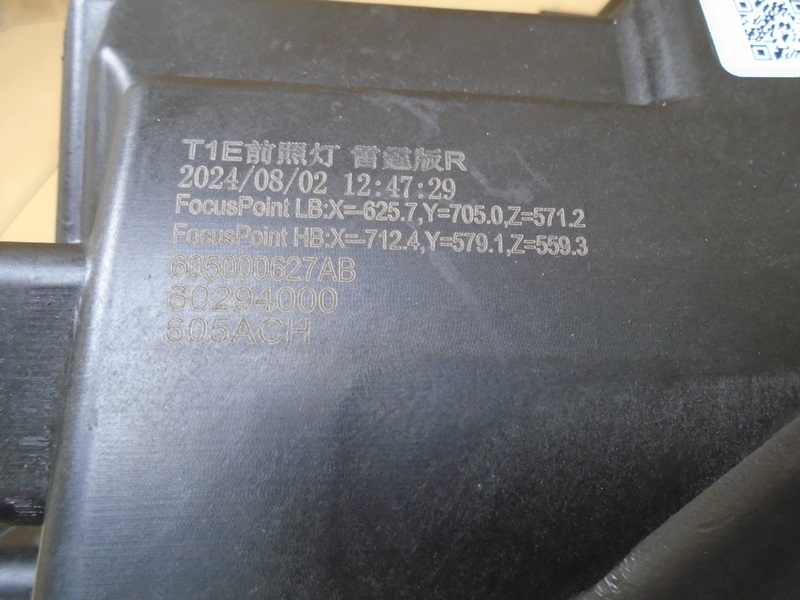 T1E前照灯 雷霆版R
2024/08/02 12:47:29
FocusPoint LB:X=-625.7,Y=705.0,Z=571.2
FocusPoint HB:X=-712.4,Y=579.1,Z=559.3
605000627AB
60294000
605ACH